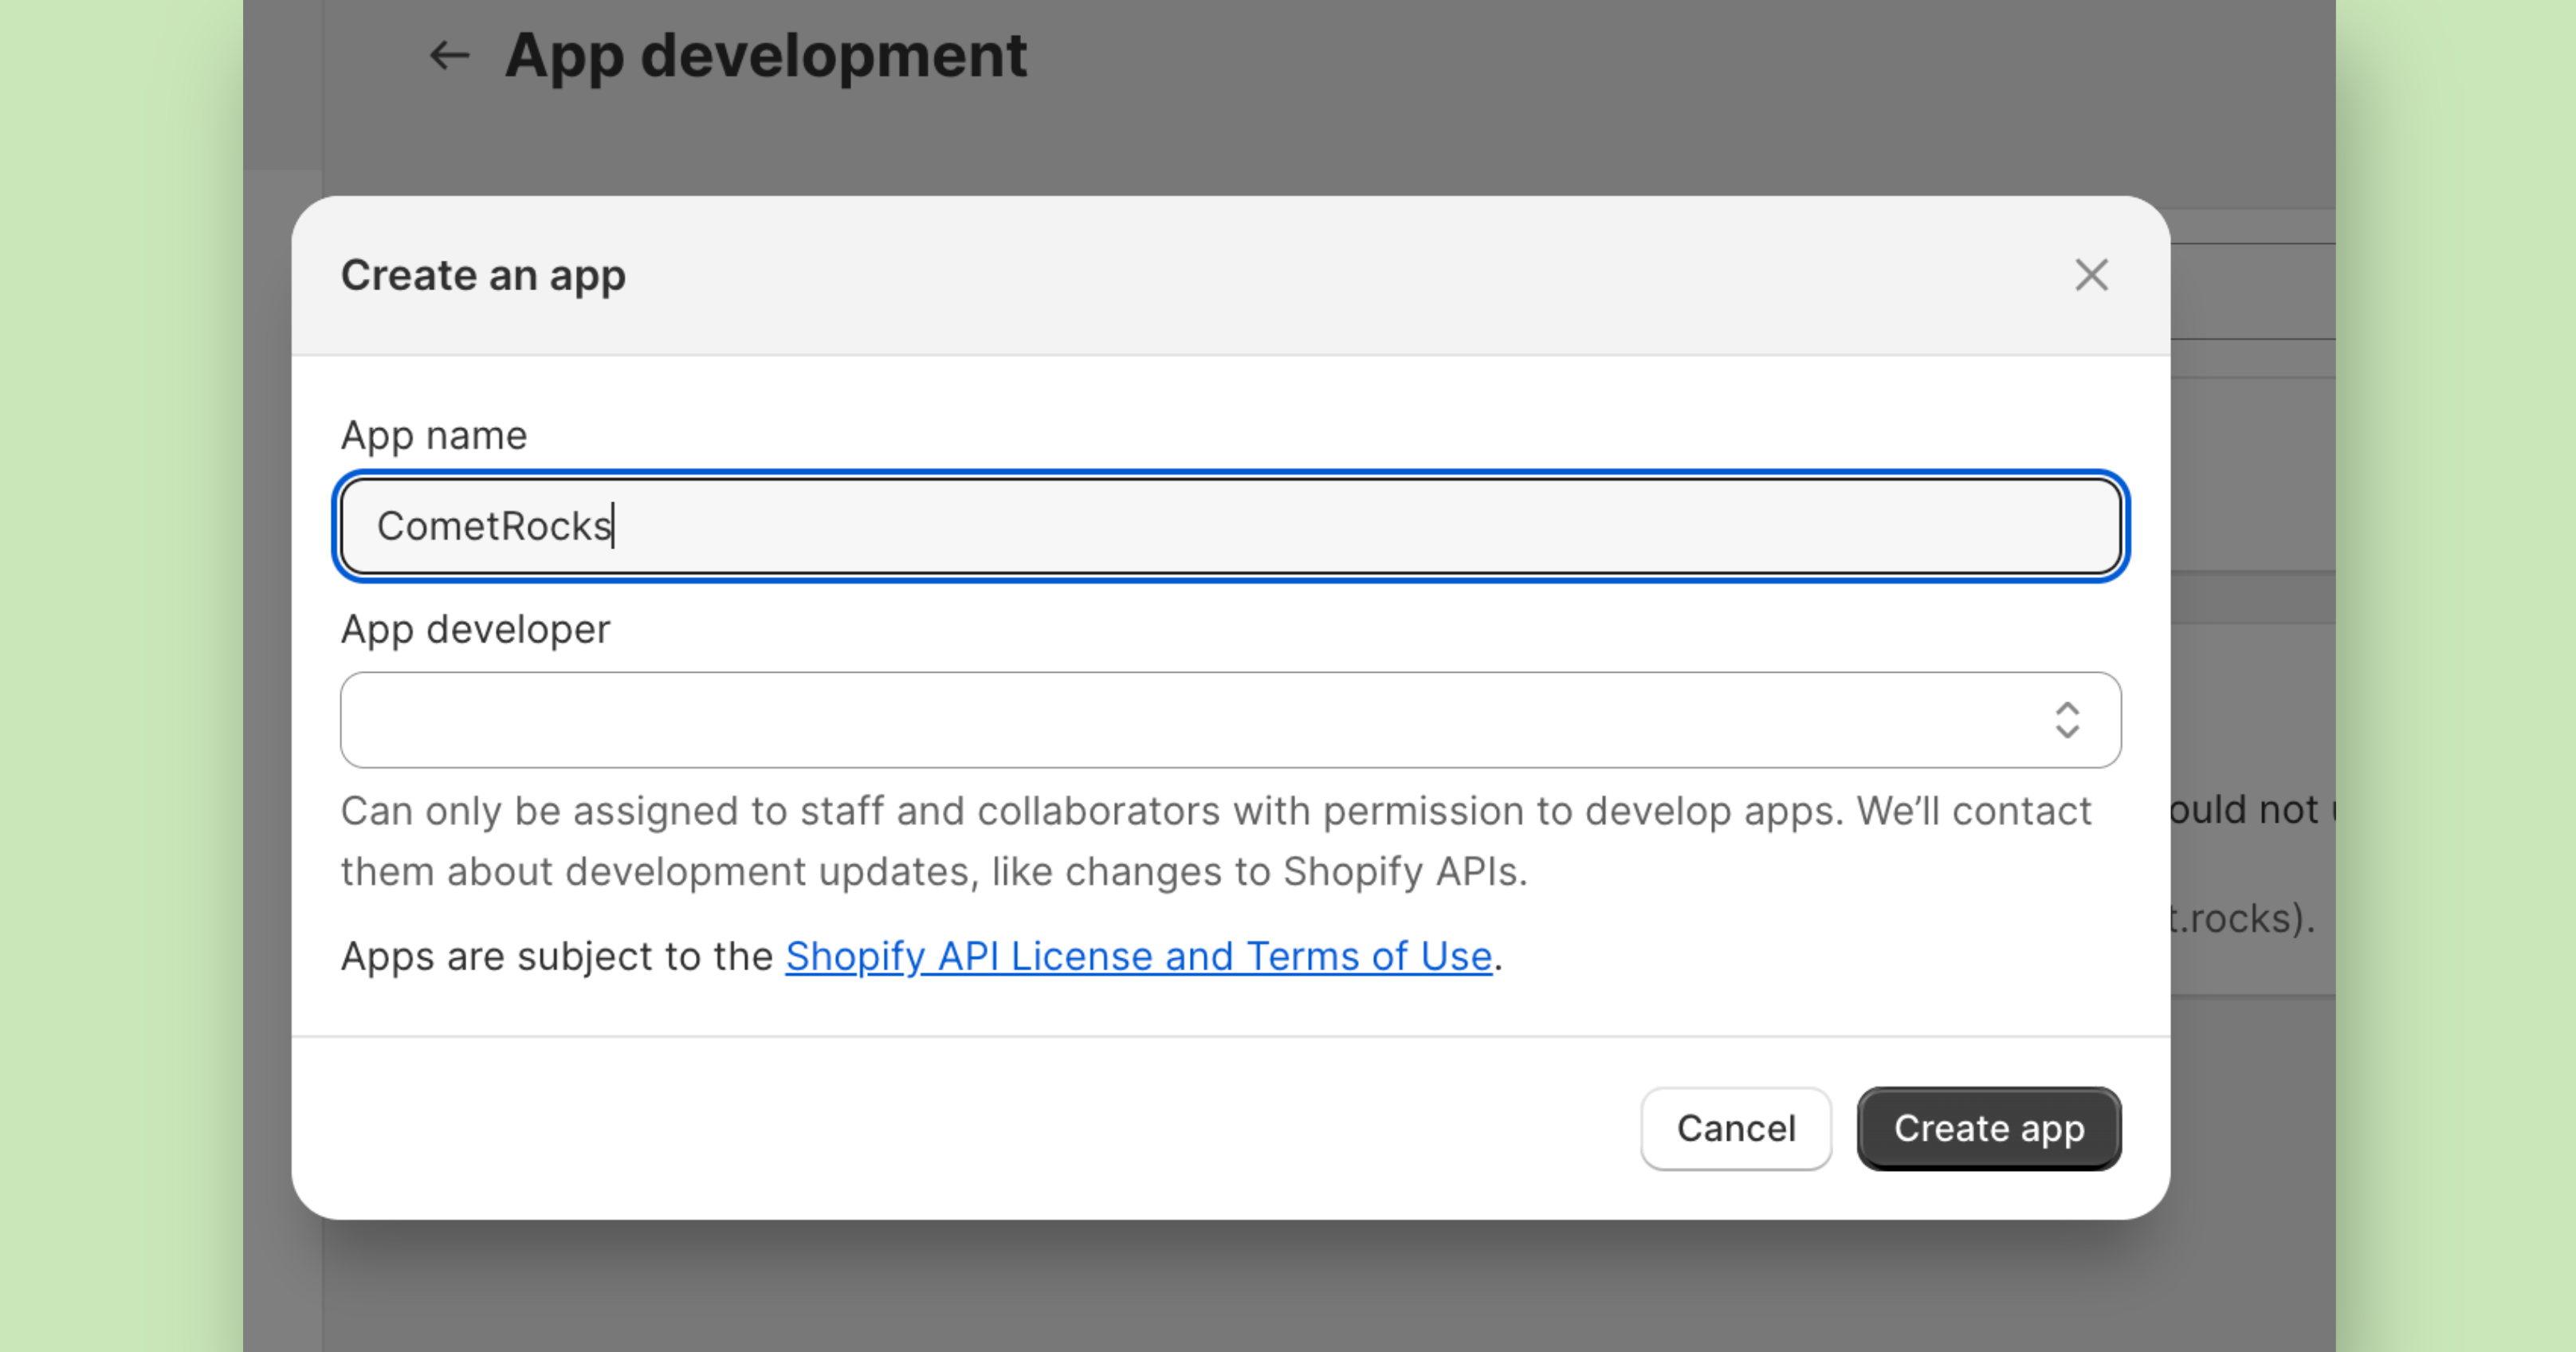 App development
Create an app
App name
CometRocks
App developer
Can only be assigned to staff and collaborators with permission to develop apps. We’ll contact
them about development updates, like changes to Shopify APIs.
ould not
t.rocks).
Apps are subject to the Shopify API License and Terms of Use.
Cancel
Create app